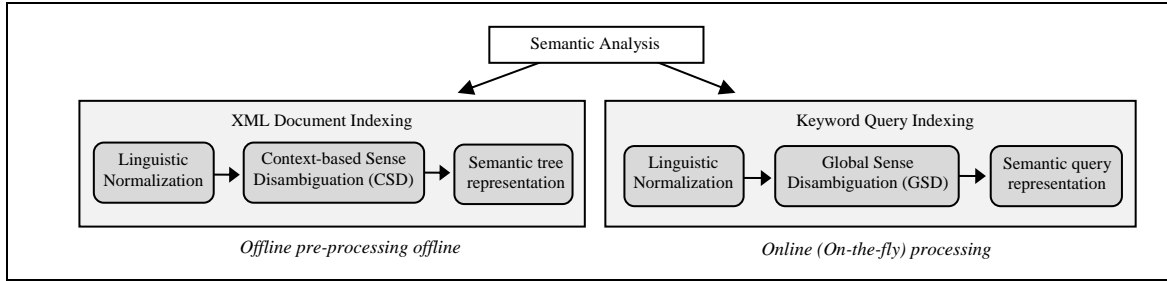 Semantic Analysis
XML Document Indexing
Linguistic
Normalization
Context-based Sense
Disambiguation (CSD)
Semantic tree
representation
Offline pre-processing offline
Keyword Query Indexing
Linguistic
Normalization
Global Sense
Disambiguation (GSD)
Semantic query
representation
Online (On-the-fly) processing